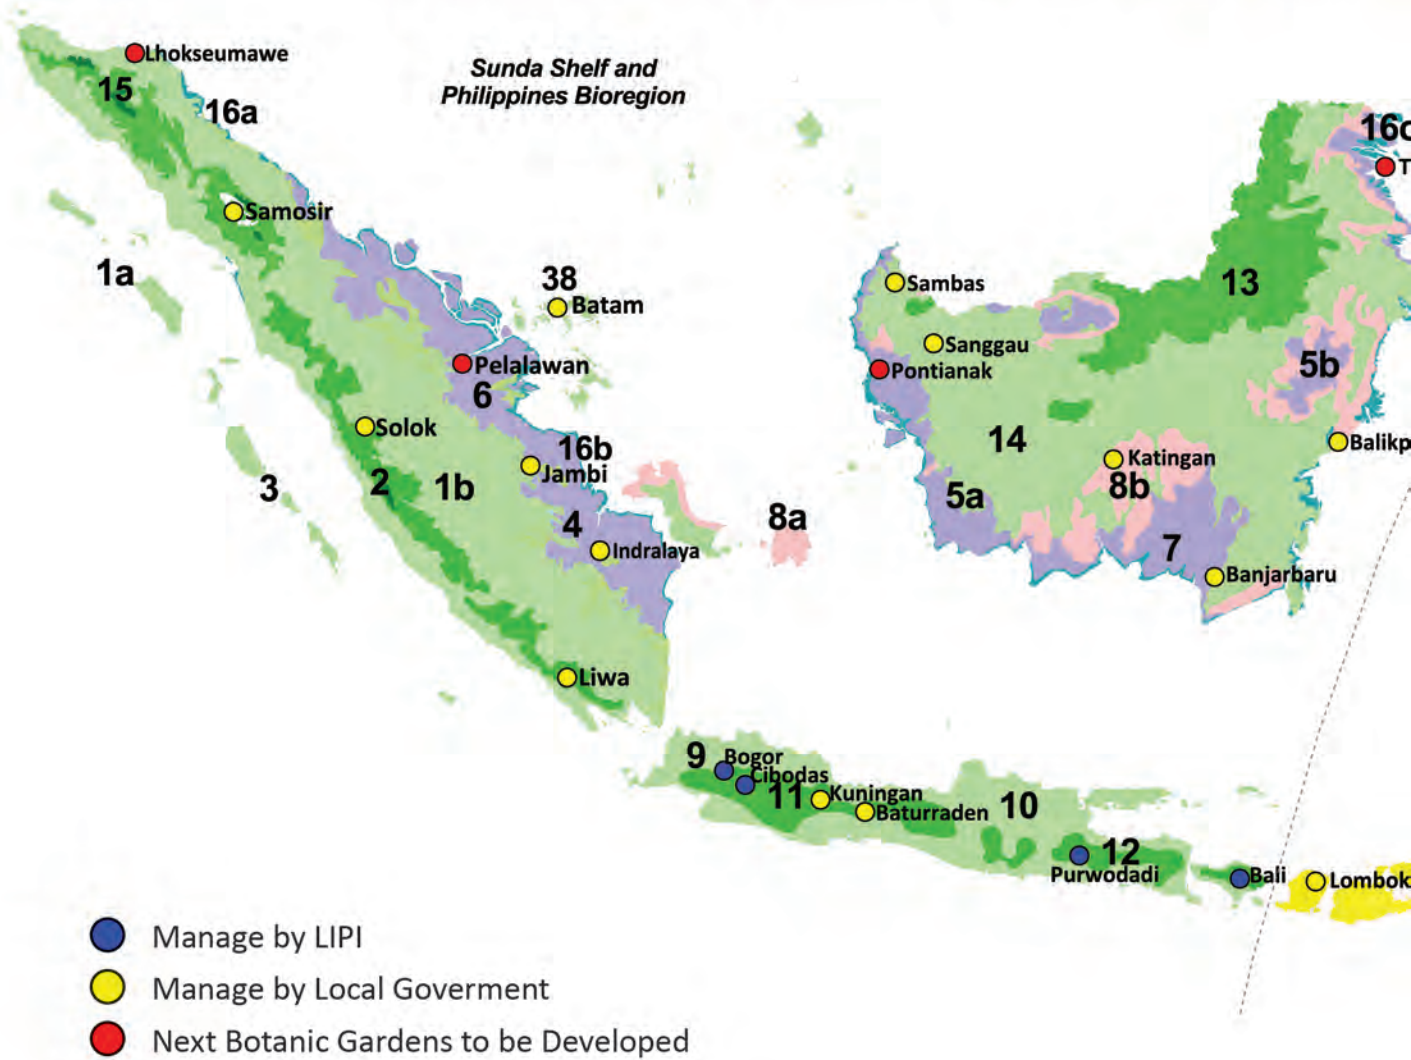 Lhokseumawe
Sunda Shelf and
Philippines Bioregion
15
16a
16c
T
Samosir
1a
38
Batam
Sambas
13
Sanggau
Pelalawan
Pontianak
5b
6
Solok
14
Balikp
16b
Jambi
Katingan
3
2
1b
8b
5a
4
8a
Indralaya
7
Banjarbaru
Liwa
9
Bogor
Cibodas
11
Kuningan
Baturraden
10
12
Purwodadi
Bali
Lombok
Manage by LIPI
Manage by Local Goverment
Next Botanic Gardens to be Developed